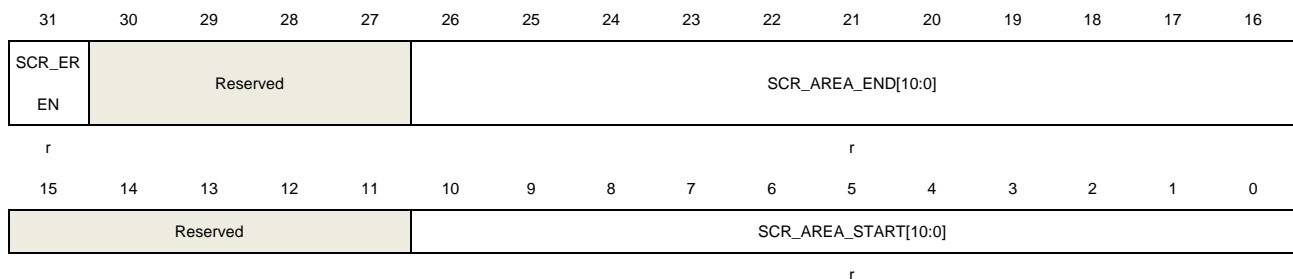 31 30 29 28 27 26 25 24 23 22 21 20 19 18 17 16
SCR_ER
EN
Reserved
SCR_AREA_END[10:0]
r r
15 14 13 12 11 10 9 8 7 6 5 4 3 2 1 0
Reserved SCR_AREA_START[10:0]
r